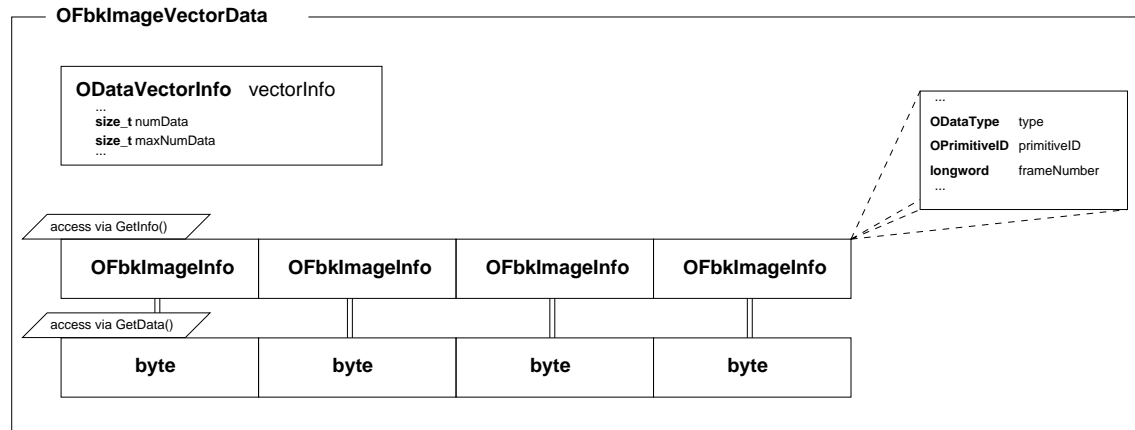 OFbkImageVectorData
ODataVectorInfo vectorInfo
...
size_t numData
size_t maxNumData
...
...
ODataType type
OPrimitiveID primitiveID
longword frameNumber
...
access via GetInfo()
OFbkImageInfo OFbkImageInfo OFbkImageInfo OFbkImageInfo
access via GetData()
byte byte byte byte